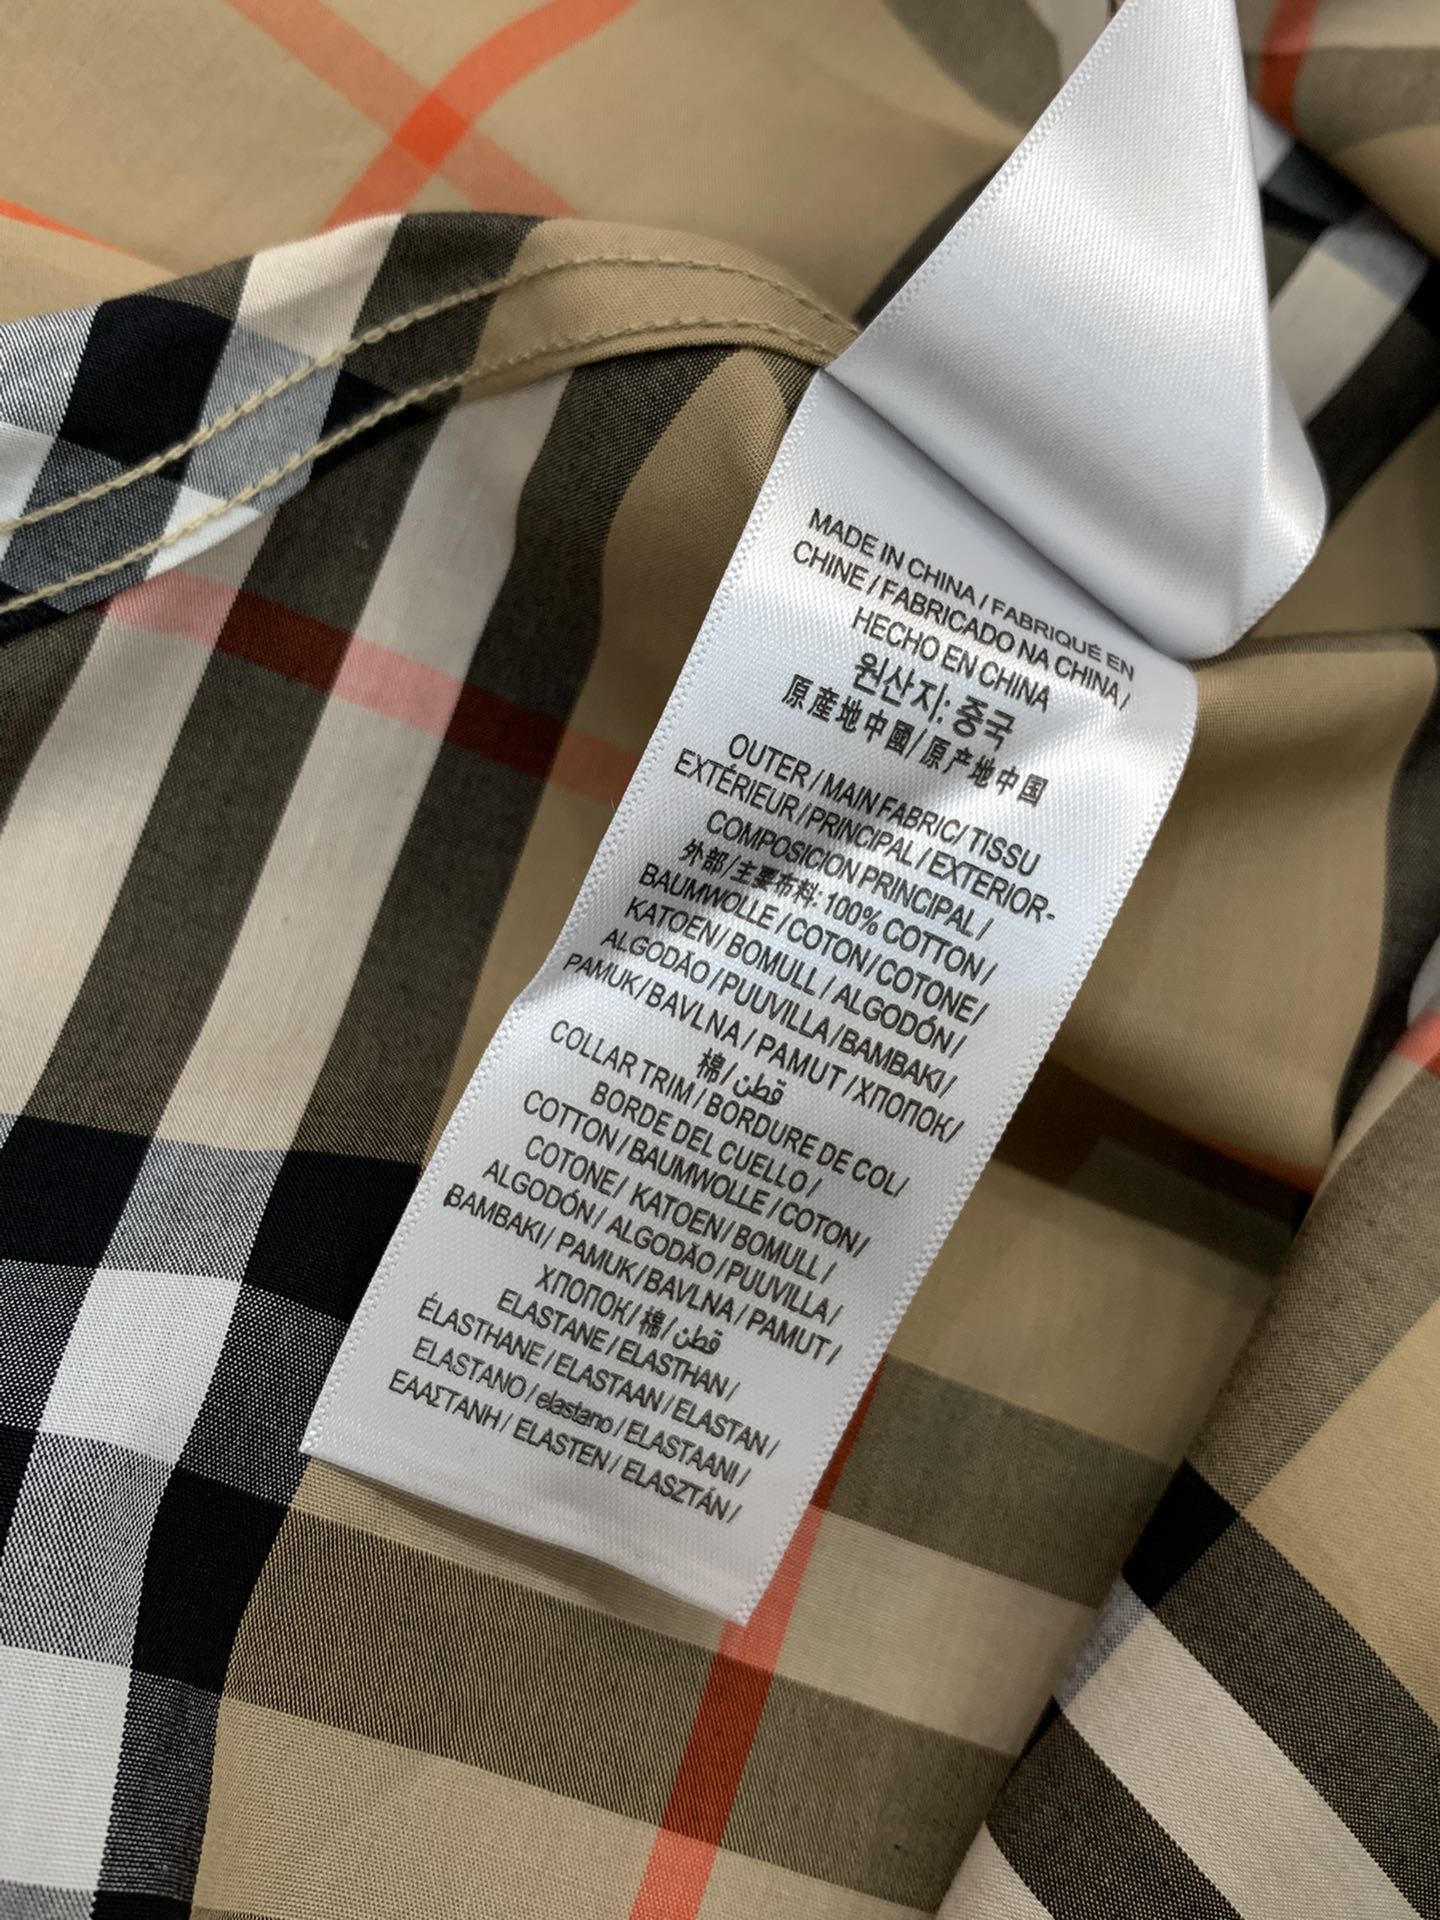 MADE IN CHINA / FABRIQUÉ EN
CHINE / FABRICADO NA CHINA /
HECHO EN CHINA
원산지: 중국
原產地中國/原产地中国
OUTER / MAIN FABRIC / TISSU
EXTÉRIEUR / PRINCIPAL / EXTERIOR-
COMPOSICION PRINCIPAL /
外部/主要布料: 100% COTTON /
BAUMWOLLE / COTON / COTONE /
KATOEN / BOMULL / ALGODÓN /
ALGODÃO / PUUVILLA / BAMBAKI /
PAMUK / BAVLNA / PAMUT / ХПОПОК /
棉/قطن
COLLAR TRIM / BORDURE DE COL /
BORDE DEL CUELLO /
COTTON / BAUMWOLLE / COTON /
COTONE / KATOEN / BOMULL /
ALGODÓN / ALGODÃO / PUUVILLA /
BAMBAKI / PAMUK / BAVLNA / PAMUT /
ХПОПОК / 棉 / قطن
ELASTANE / ELASTHAN /
ÉLASTHANE / ELASTAAN / ELASTAN /
ELASTANO / elastano / ELASTAANI /
ΕΛΑΣΤΑΝΗ / ELASTEN / ELASZTÁN /